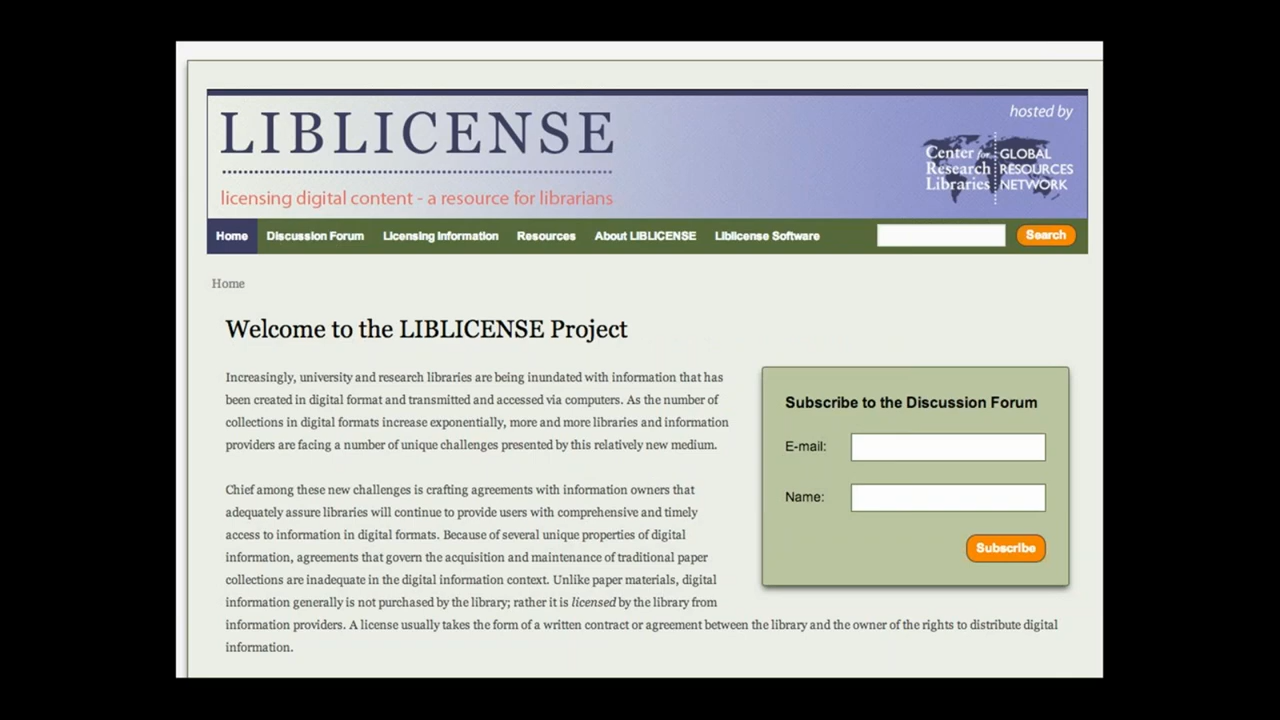 LIBLICENSE
licensing digital content - a resource for librarians
hosted by
Center for Research Libraries
GLOBAL RESOURCES NETWORK
Home Discussion Forum Licensing Information Resources About LIBLICENSE Liblicense Software Search
Home
Welcome to the LIBLICENSE Project
Increasingly, university and research libraries are being inundated with information that has
been created in digital format and transmitted and accessed via computers. As the number of
collections in digital formats increase exponentially, more and more libraries and information
providers are facing a number of unique challenges presented by this relatively new medium.
Chief among these new challenges is crafting agreements with information owners that
adequately assure libraries will continue to provide users with comprehensive and timely
access to information in digital formats. Because of several unique properties of digital
information, agreements that govern the acquisition and maintenance of traditional paper
collections are inadequate in the digital information context. Unlike paper materials, digital
information generally is not purchased by the library; rather it is licensed by the library from
information providers. A license usually takes the form of a written contract or agreement between the library and the owner of the rights to distribute digital
information.
Subscribe to the Discussion Forum
E-mail:
Name:
Subscribe